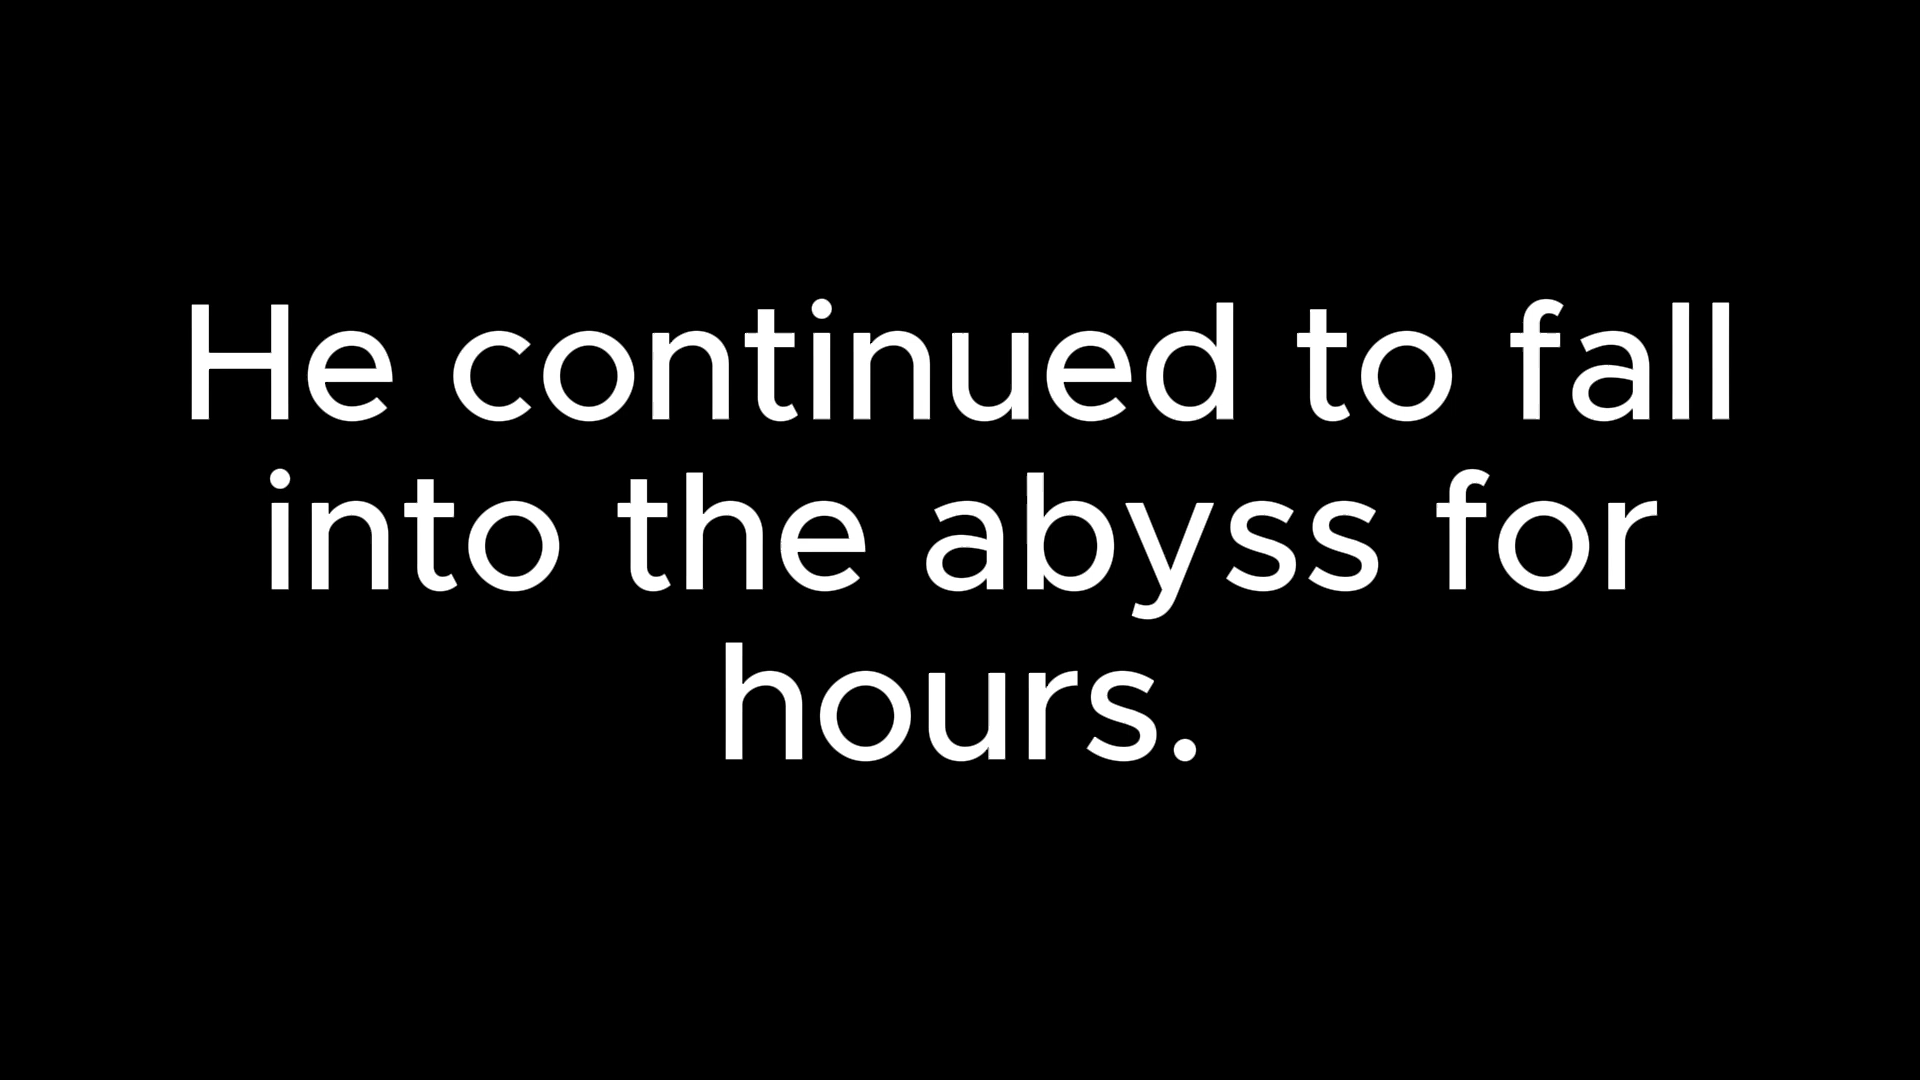 He continued to fall
into the abyss for
hours.